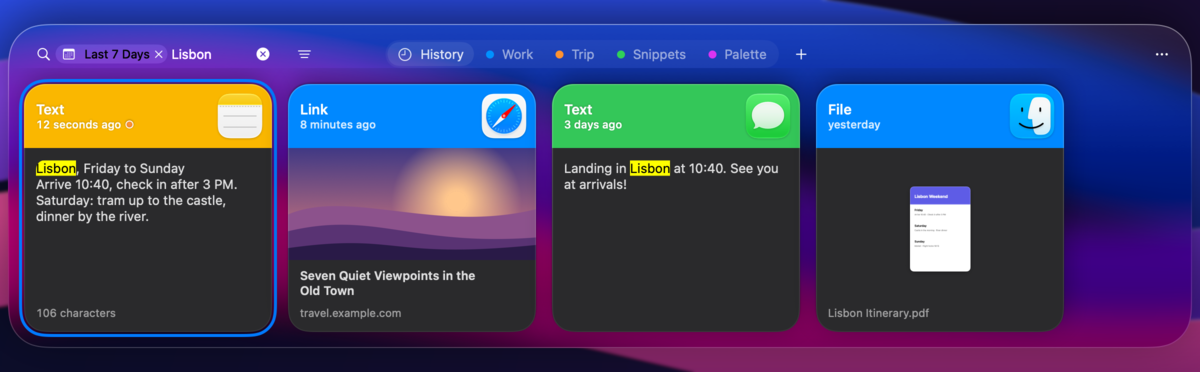 Last 7 Days
Lisbon
History
Work
Trip
Snippets
Palette
Text
12 seconds ago
Lisbon, Friday to Sunday
Arrive 10:40, check in after 3 PM.
Saturday: tram up to the castle,
dinner by the river.
106 characters
Link
8 minutes ago
Seven Quiet Viewpoints in the
Old Town
travel.example.com
Text
3 days ago
Landing in Lisbon at 10:40. See you
at arrivals!
File
yesterday
Lisbon Weekend
Friday
Saturday
Sunday
Lisbon Itinerary.pdf